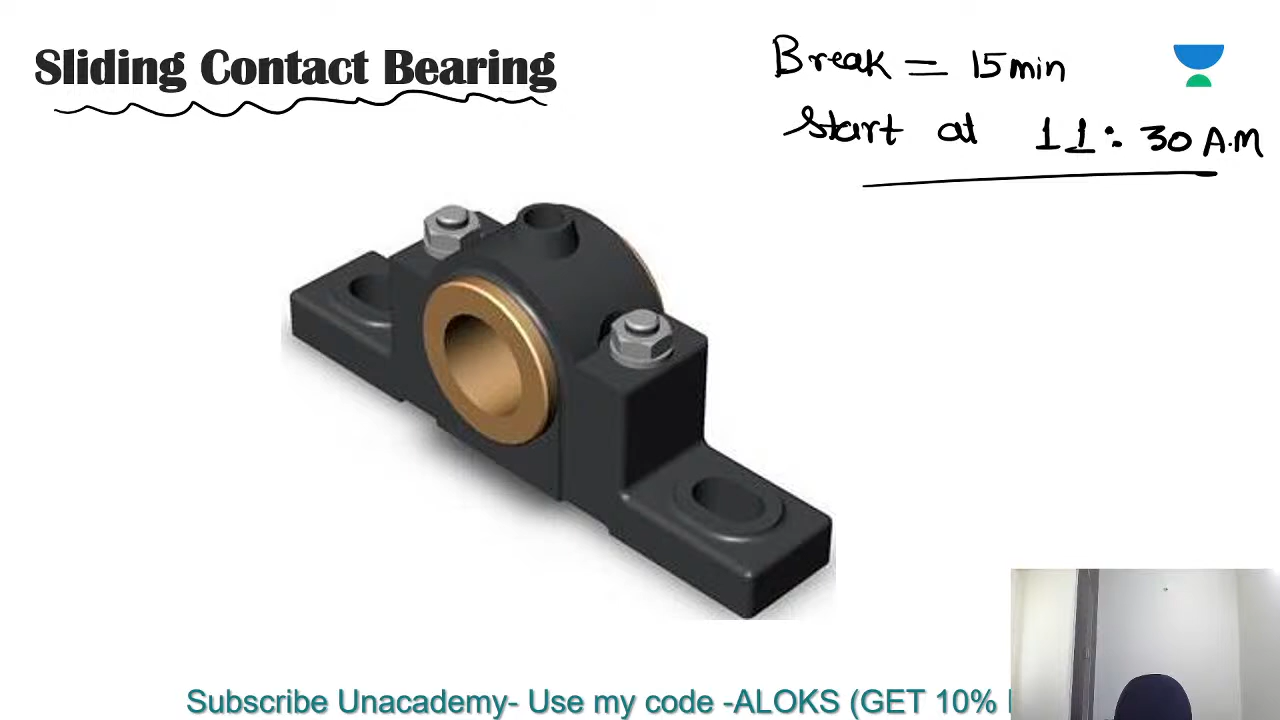 Sliding Contact Bearing
Break = 15min
Start at 11:30 A.M
Subscribe Unacademy- Use my code -ALOKS (GET 10%